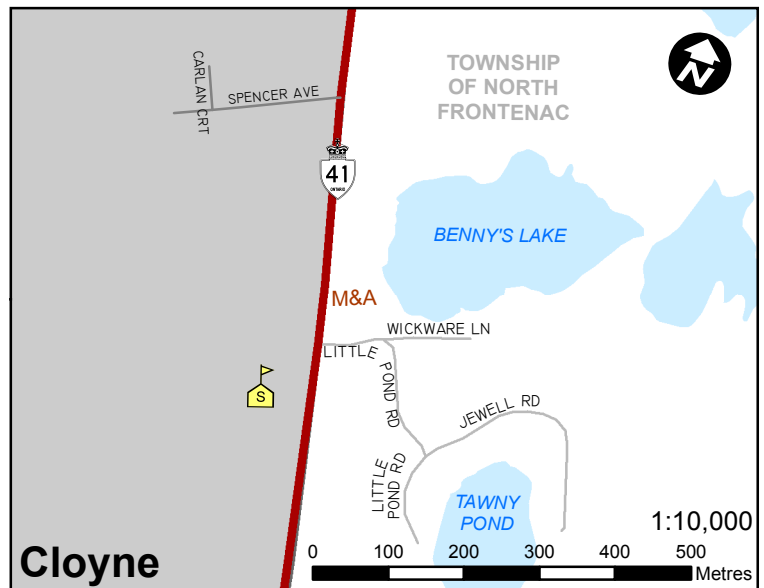 CARLAN CRT
SPENCER AVE
TOWNSHIP
OF NORTH
FRONTENAC
N
41
ONTARIO
BENNY'S LAKE
M&A
WICKWARE LN
LITTLE
POND RD
JEWELL RD
S
LITTLE
POND RD
TAWNY
POND
1:10,000
Cloyne
0 100 200 300 400 500
Metres